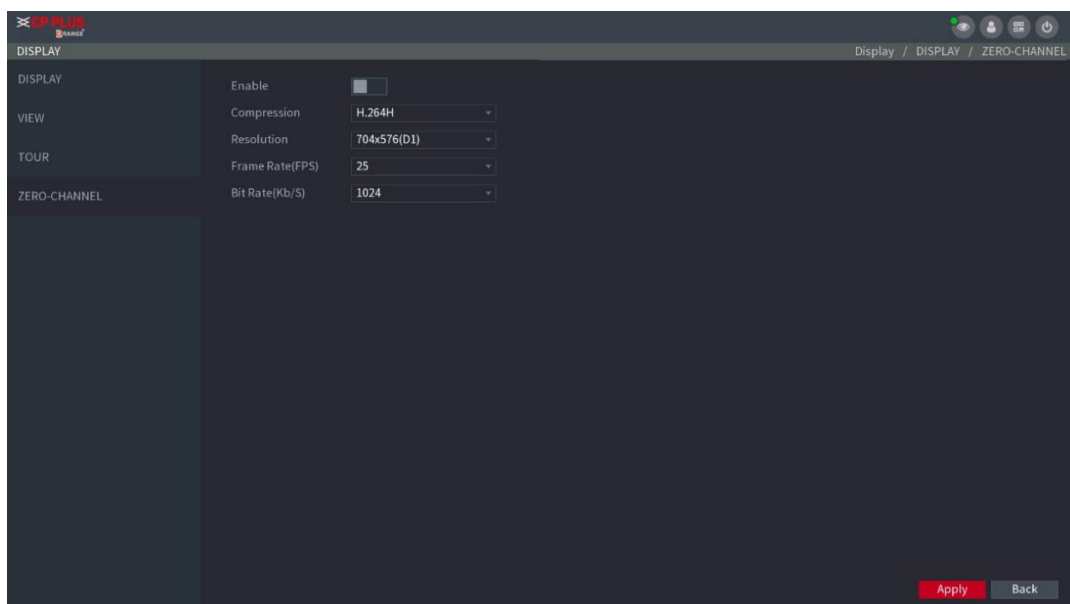 CP PLUS
ORANGE
DISPLAY
Display / DISPLAY / ZERO-CHANNEL
DISPLAY
VIEW
TOUR
ZERO-CHANNEL
Enable
Compression H.264H
Resolution 704x576(D1)
Frame Rate(FPS) 25
Bit Rate(Kb/S) 1024
Apply Back